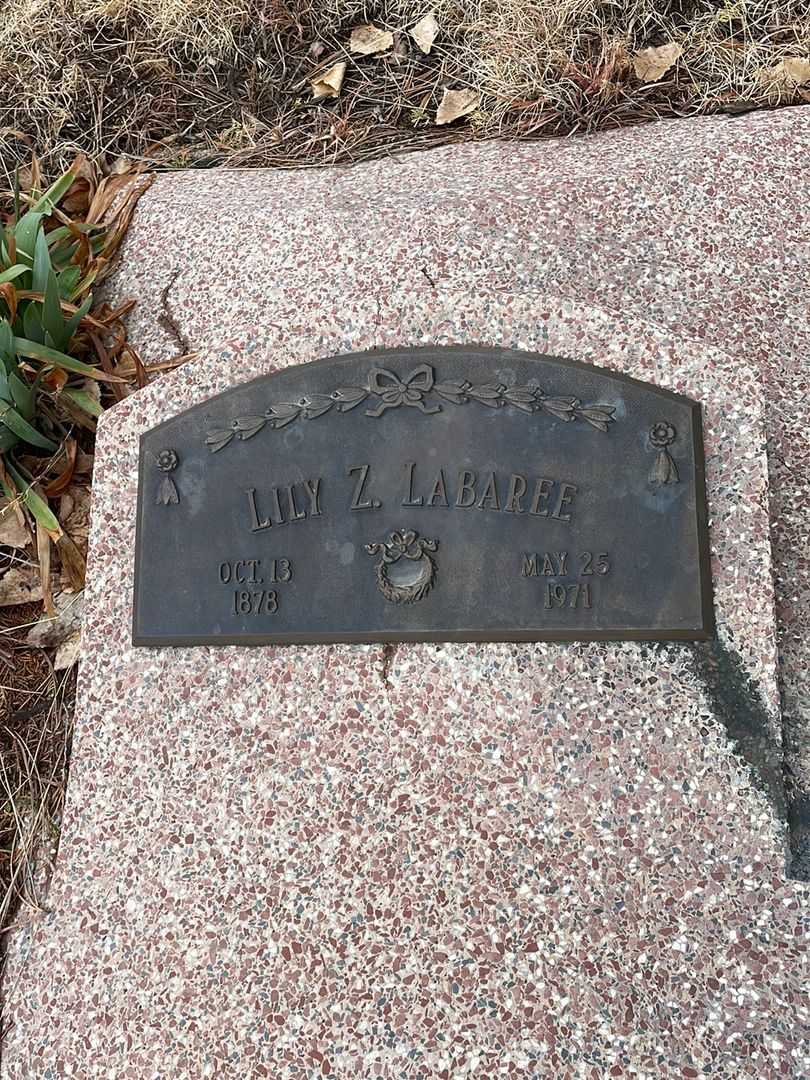 LILY Z. LABAREE
OCT. 13 MAY 25
1878 1971